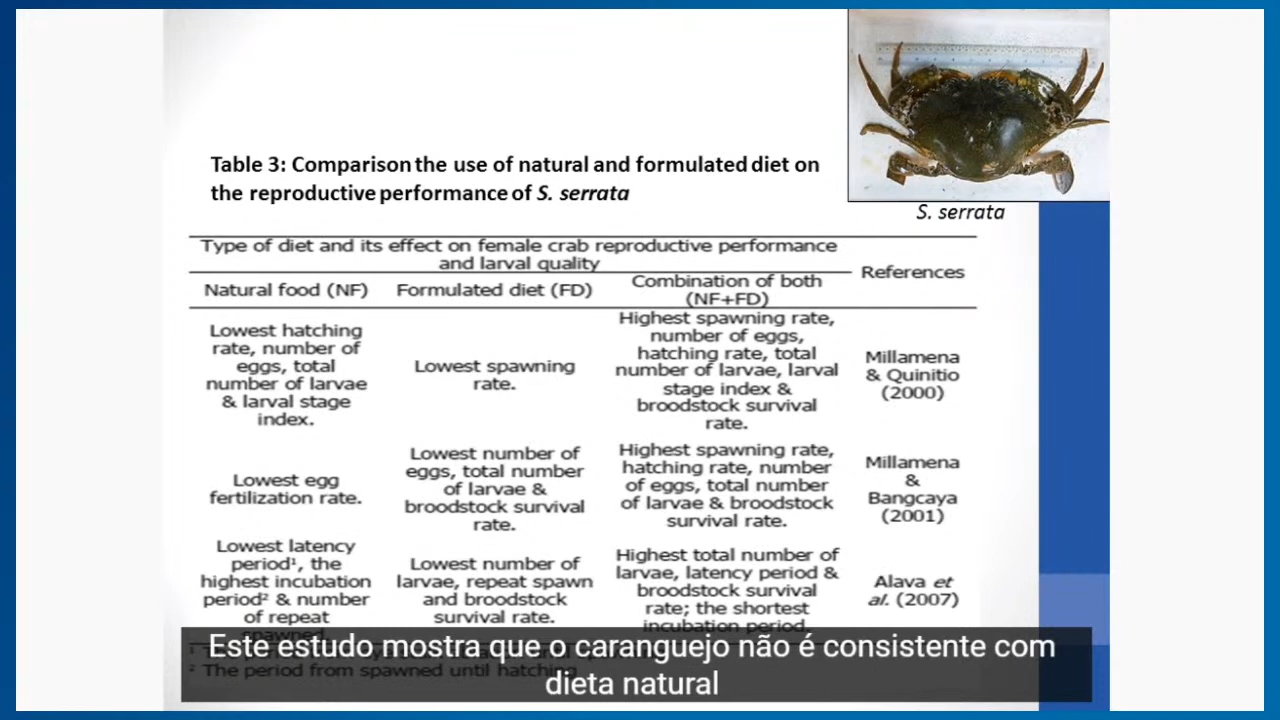 Table 3: Comparison the use of natural and formulated diet on
the reproductive performance of S. serrata
S. serrata
Type of diet and its effect on female crab reproductive performance
and larval quality
References
Natural food (NF)
Formulated diet (FD)
Combination of both
(NF+FD)
Lowest hatching
rate, number of
eggs, total
number of larvae
& larval stage
index.
Lowest spawning
rate.
Highest spawning rate,
number of eggs,
hatching rate, total
number of larvae, larval
stage index &
broodstock survival
rate.
Millamena
& Quinitio
(2000)
Lowest egg
fertilization rate.
Lowest number of
eggs, total number
of larvae &
broodstock survival
rate.
Highest spawning rate,
hatching rate, number
of eggs, total number
of larvae & broodstock
survival rate.
Millamena
&
Bangcaya
(2001)
Lowest latency
period¹, the
highest incubation
period² & number
of repeat
spawned.
Lowest number of
larvae, repeat spawn
and broodstock
survival rate.
Highest total number of
larvae, latency period &
broodstock survival
rate; the shortest
incubation period.
Alava et
al. (2007)
² The period from spawned until hatching
Este estudo mostra que o caranguejo não é consistente com
dieta natural